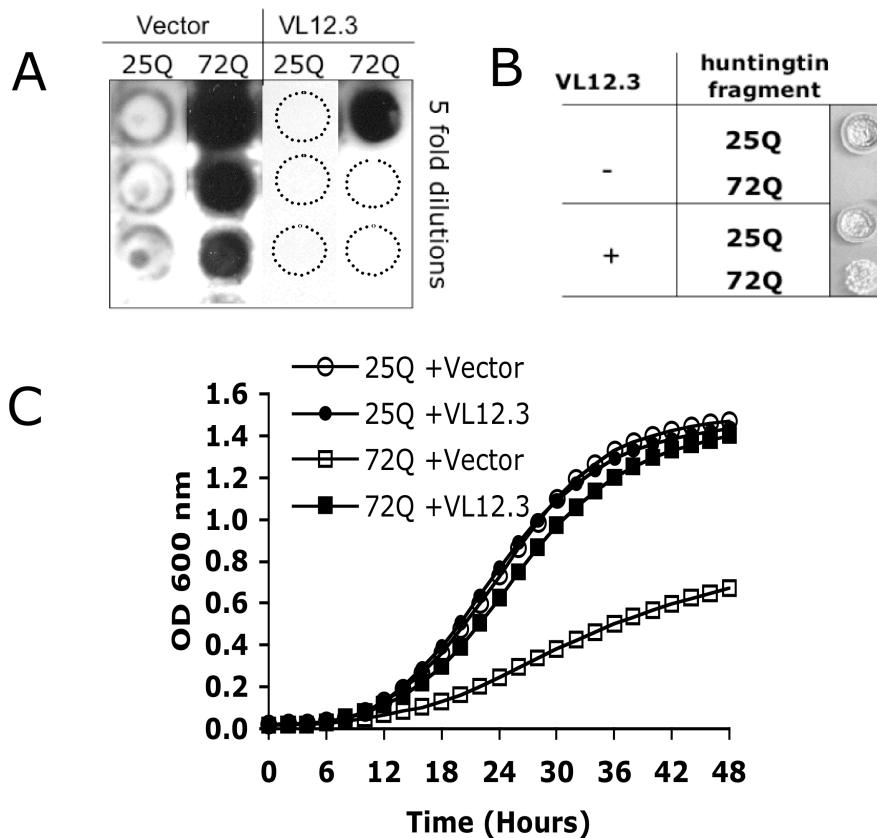 A
Vector VL12.3
25Q 72Q 25Q 72Q
5 fold dilutions
B
VL12.3 huntingtin fragment
-
25Q
72Q
+
25Q
72Q
C
25Q +Vector
25Q +VL12.3
72Q +Vector
72Q +VL12.3
OD 600 nm
1.6
1.4
1.2
1.0
0.8
0.6
0.4
0.2
0.0
0 6 12 18 24 30 36 42 48
Time (Hours)